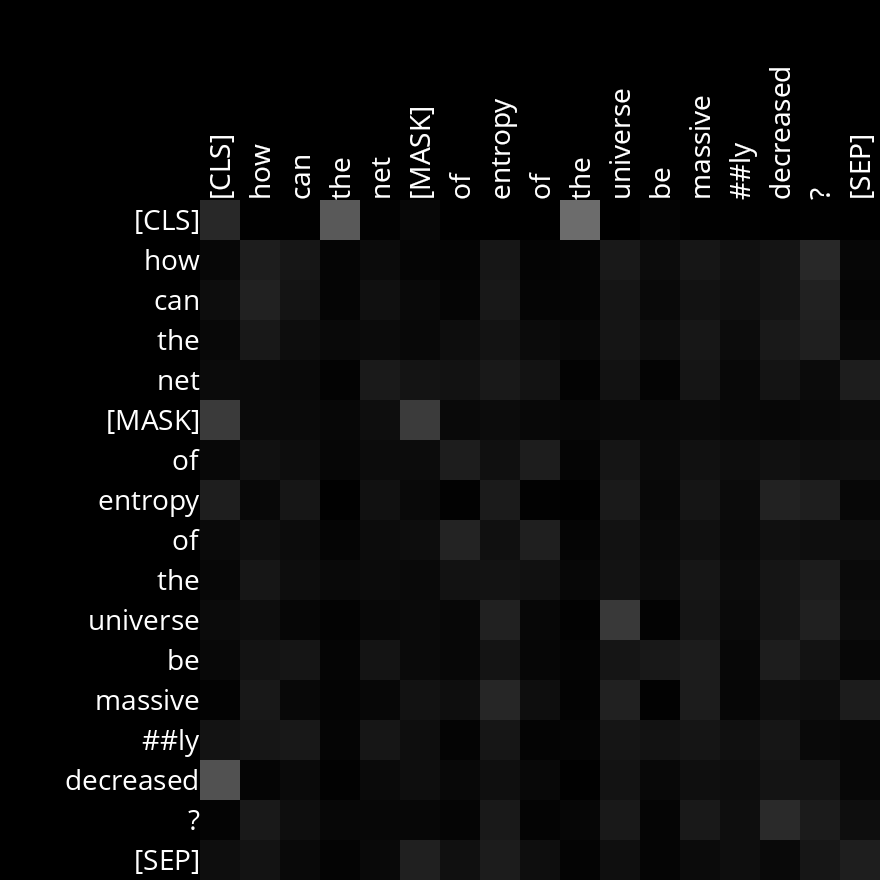 [CLS] how can the net [MASK] of entropy of the universe be massive ##ly decreased ? [SEP]
[CLS]
how
can
the
net
[MASK]
of
entropy
of
the
universe
be
massive
##ly
decreased
?
[SEP]